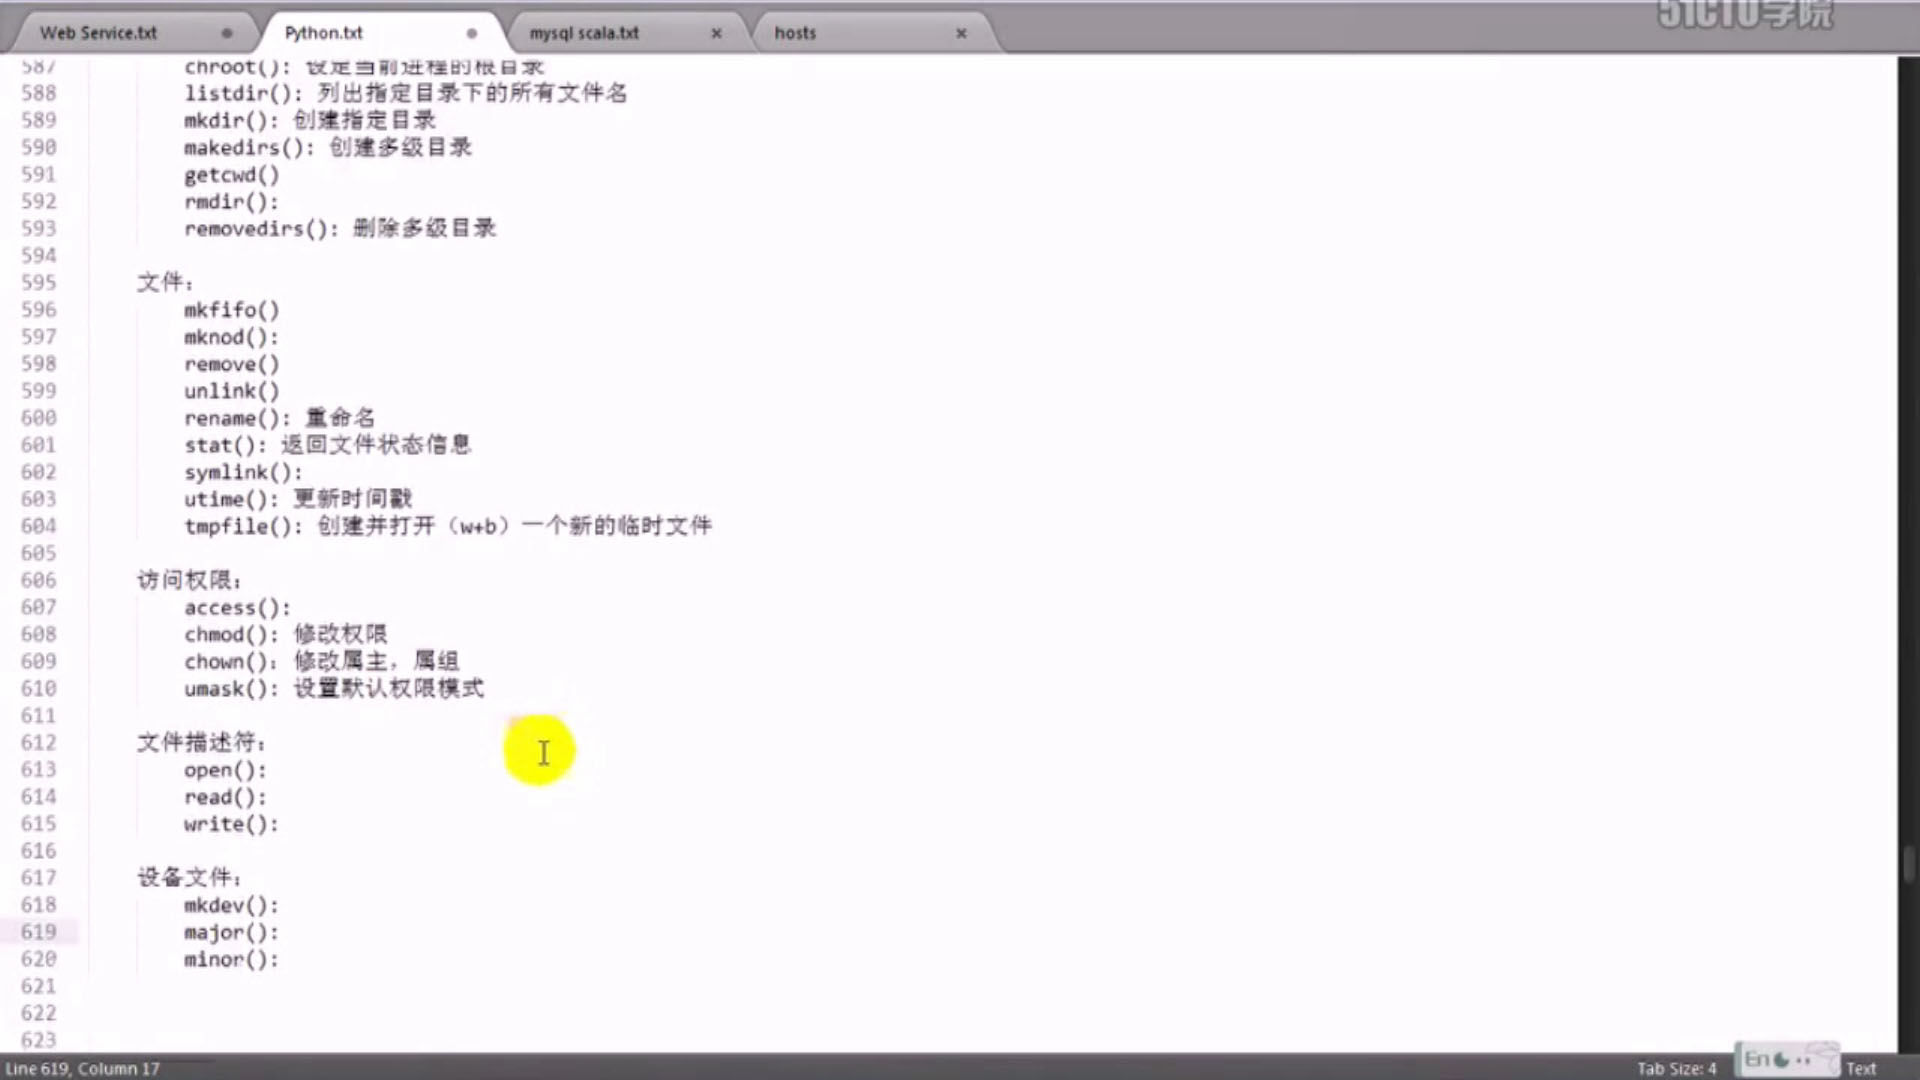 51CTO学院
Web Service.txt
Python.txt
mysql scala.txt
hosts
587 chroot(): 设定当前进程的根目录
588 listdir(): 列出指定目录下的所有文件名
589 mkdir(): 创建指定目录
590 makedirs(): 创建多级目录
591 getcwd()
592 rmdir():
593 removedirs(): 删除多级目录
594
595 文件:
596 mkfifo()
597 mknod():
598 remove()
599 unlink()
600 rename(): 重命名
601 stat(): 返回文件状态信息
602 symlink():
603 utime(): 更新时间戳
604 tmpfile(): 创建并打开（w+b）一个新的临时文件
605
606 访问权限:
607 access():
608 chmod(): 修改权限
609 chown(): 修改属主，属组
610 umask(): 设置默认权限模式
611
612 文件描述符:
613 open():
614 read():
615 write():
616
617 设备文件:
618 mkdev():
619 major():
620 minor():
621
622
623
Line 619, Column 17
Tab Size: 4
En
Text